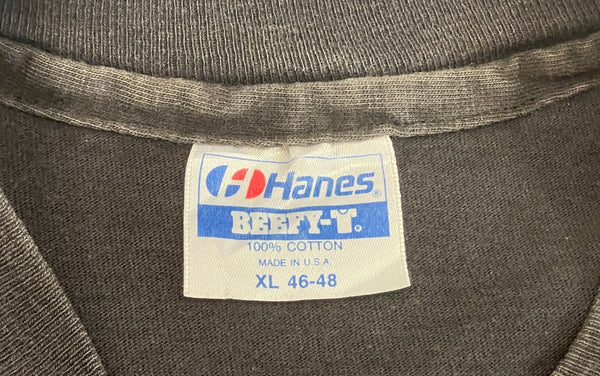 Hanes®
BEEFY-T®
100% COTTON
MADE IN U.S.A.
XL 46-48